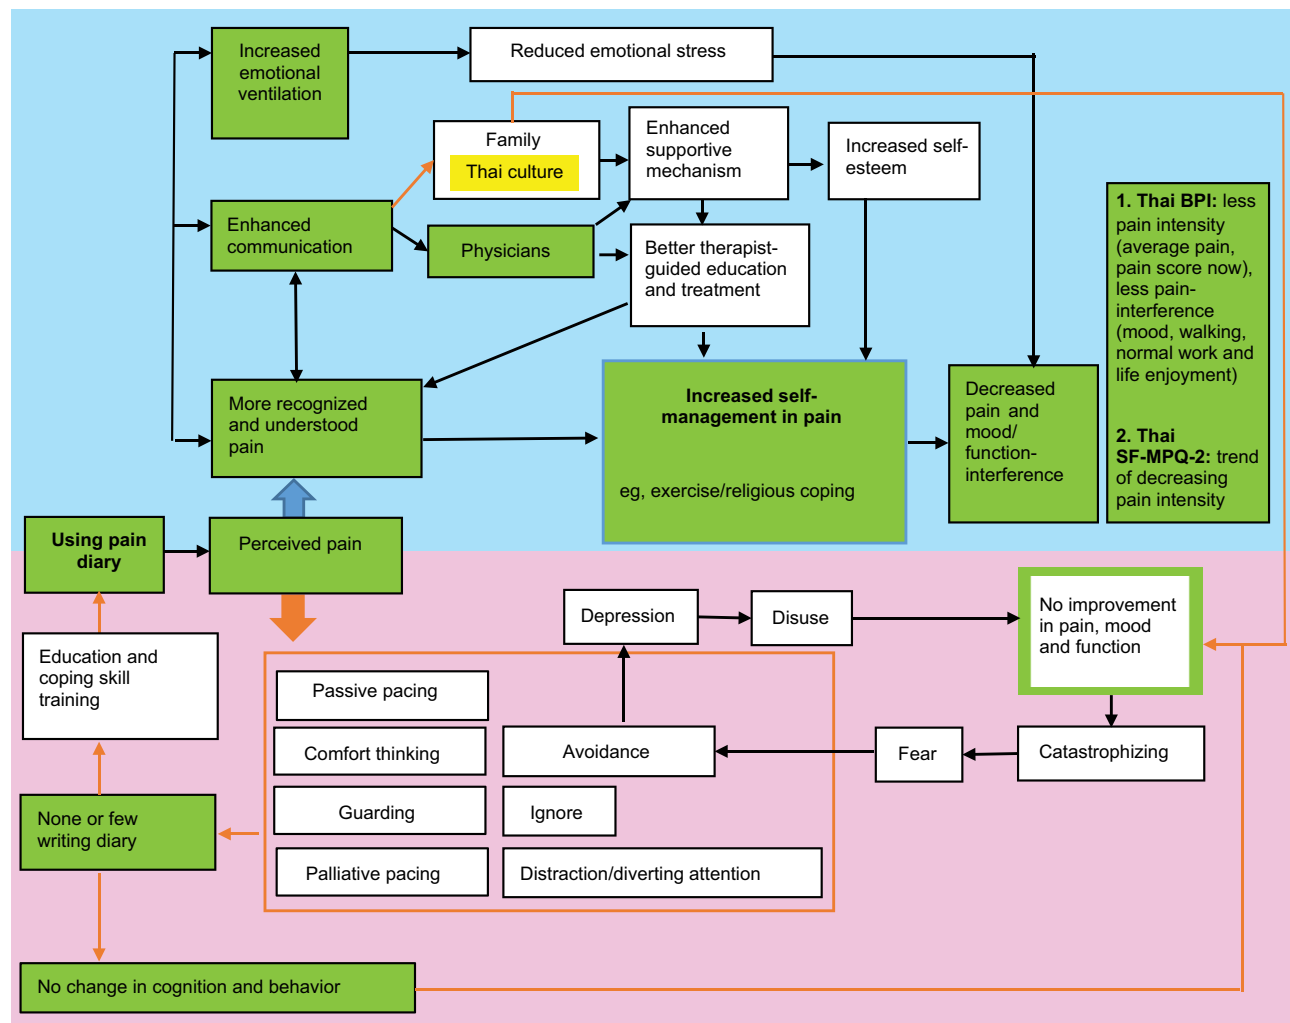 Increased
emotional
ventilation
Reduced emotional stress
Family
Thai culture
Enhanced
supportive
mechanism
Increased self-
esteem
Enhanced
communication
Physicians
Better therapist-
guided education
and treatment
1. Thai BPI: less
pain intensity
(average pain,
pain score now),
less pain-
interference
(mood, walking,
normal work and
life enjoyment)
2. Thai
SF-MPQ-2: trend
of decreasing
pain intensity
More recognized
and understood
pain
Increased self-
management in pain
eg, exercise/religious coping
Decreased
pain and
mood/
function-
interference
Using pain
diary
Perceived pain
Education and
coping skill
training
Depression
Disuse
No improvement
in pain, mood
and function
Passive pacing
Comfort thinking
Avoidance
Fear
Catastrophizing
Guarding
Ignore
None or few
writing diary
Palliative pacing
Distraction/diverting attention
No change in cognition and behavior